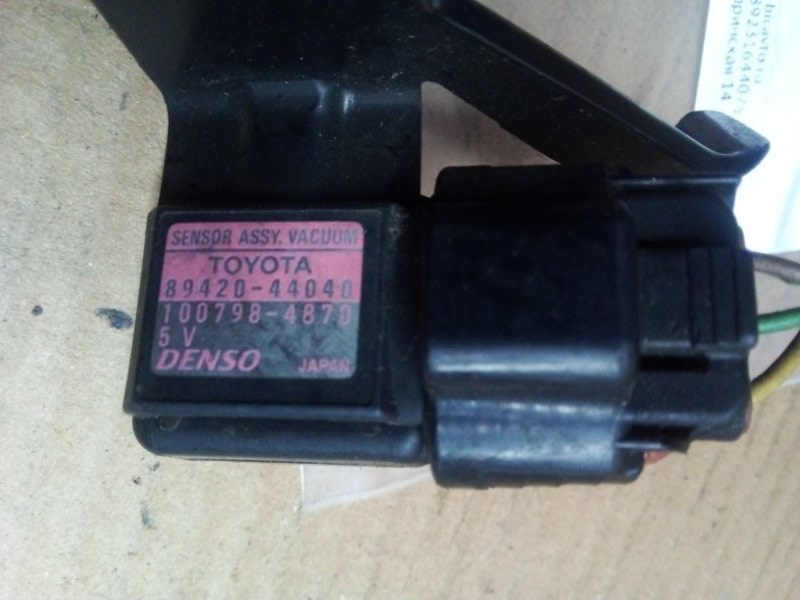 SENSOR ASSY, VACUUM
TOYOTA
89420-44040
100798-4870
5 V
DENSO JAPAN